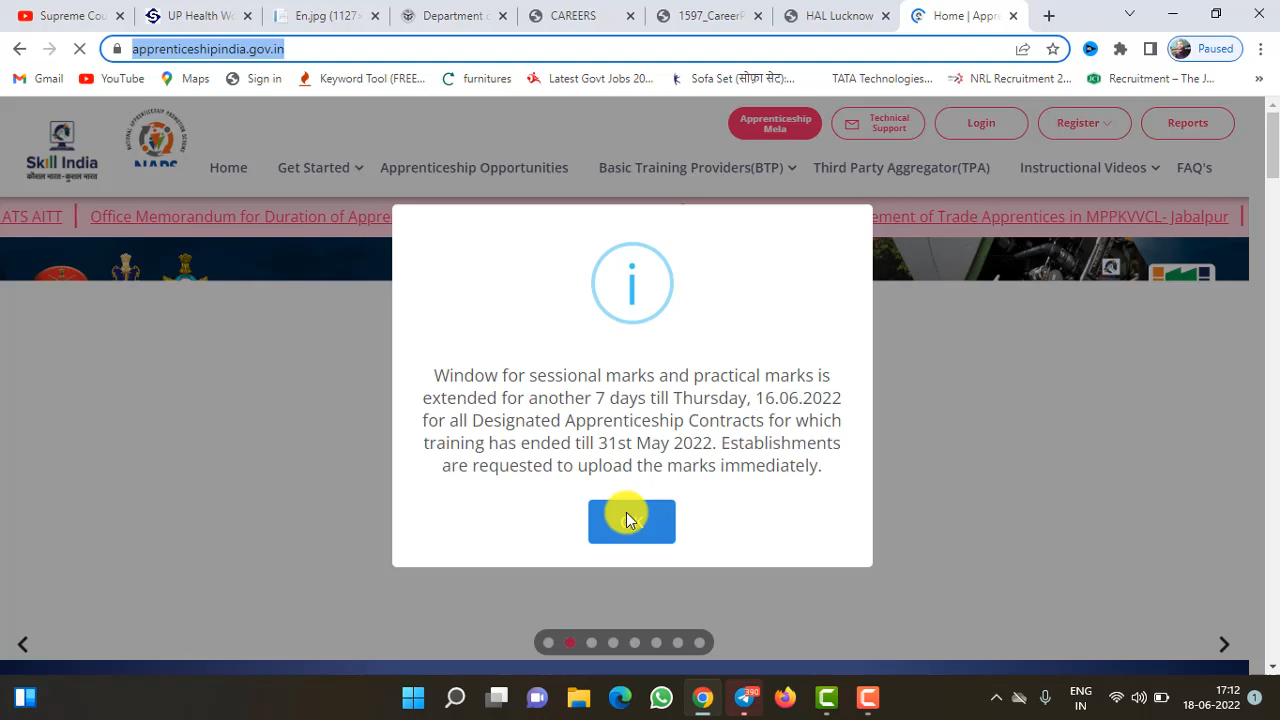 Supreme Cou
UP Health Wo
En.jpg (1127×
Department o
CAREERS
1597_CareerP
HAL Lucknow
Home | Appre
apprenticeshipindia.gov.in
Paused
Gmail
YouTube
Maps
Sign in
Keyword Tool (FREE...
furnitures
Latest Govt Jobs 20...
Sofa Set (सोफ़ा सेट):...
TATA Technologies...
NRL Recruitment 2...
Recruitment – The J...
»
Skill India
कौशल भारत-कुशल भारत
NAPS
Apprenticeship
Mela
Technical
Support
Login
Register
Reports
Home
Get Started
Apprenticeship Opportunities
Basic Training Providers(BTP)
Third Party Aggregator(TPA)
Instructional Videos
FAQ's
ATS AITT
Office Memorandum for Duration of Appre
ement of Trade Apprentices in MPPKVVCL- Jabalpur
i
Window for sessional marks and practical marks is
extended for another 7 days till Thursday, 16.06.2022
for all Designated Apprenticeship Contracts for which
training has ended till 31st May 2022. Establishments
are requested to upload the marks immediately.
390
ENG
IN
17:12
18-06-2022
1